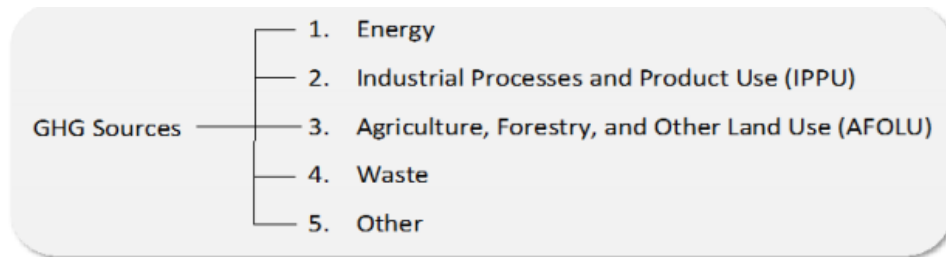 1. Energy
2. Industrial Processes and Product Use (IPPU)
GHG Sources
3. Agriculture, Forestry, and Other Land Use (AFOLU)
4. Waste
5. Other